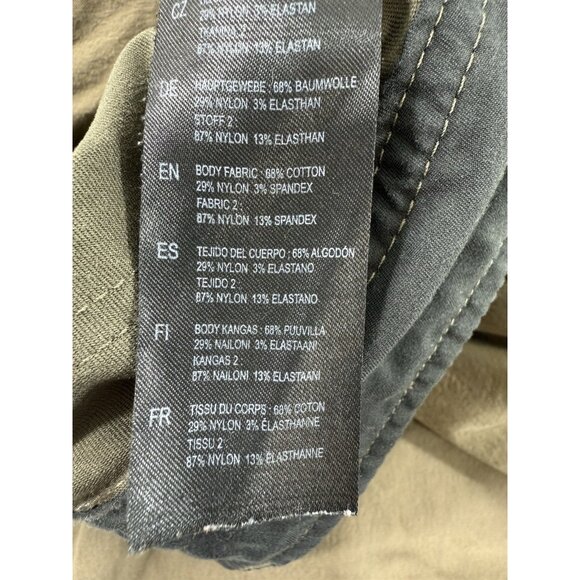 CZ
29% NYLON 3% ELASTAN
TKANINA 2
87% NYLON 13% ELASTAN
DE
HAUPTGEWEBE : 68% BAUMWOLLE
29% NYLON 3% ELASTHAN
STOFF 2 :
87% NYLON 13% ELASTHAN
EN
BODY FABRIC : 68% COTTON
29% NYLON 3% SPANDEX
FABRIC 2 :
87% NYLON 13% SPANDEX
ES
TEJIDO DEL CUERPO : 68% ALGODÓN
29% NYLON 3% ELASTANO
TEJIDO 2 :
87% NYLON 13% ELASTANO
FI
BODY KANGAS : 68% PUUVILLA
29% NAILONI 3% ELASTAANI
KANGAS 2 :
87% NAILONI 13% ELASTAANI
FR
TISSU DU CORPS : 68% COTON
29% NYLON 3% ÉLASTHANNE
TISSU 2 :
87% NYLON 13% ÉLASTHANNE